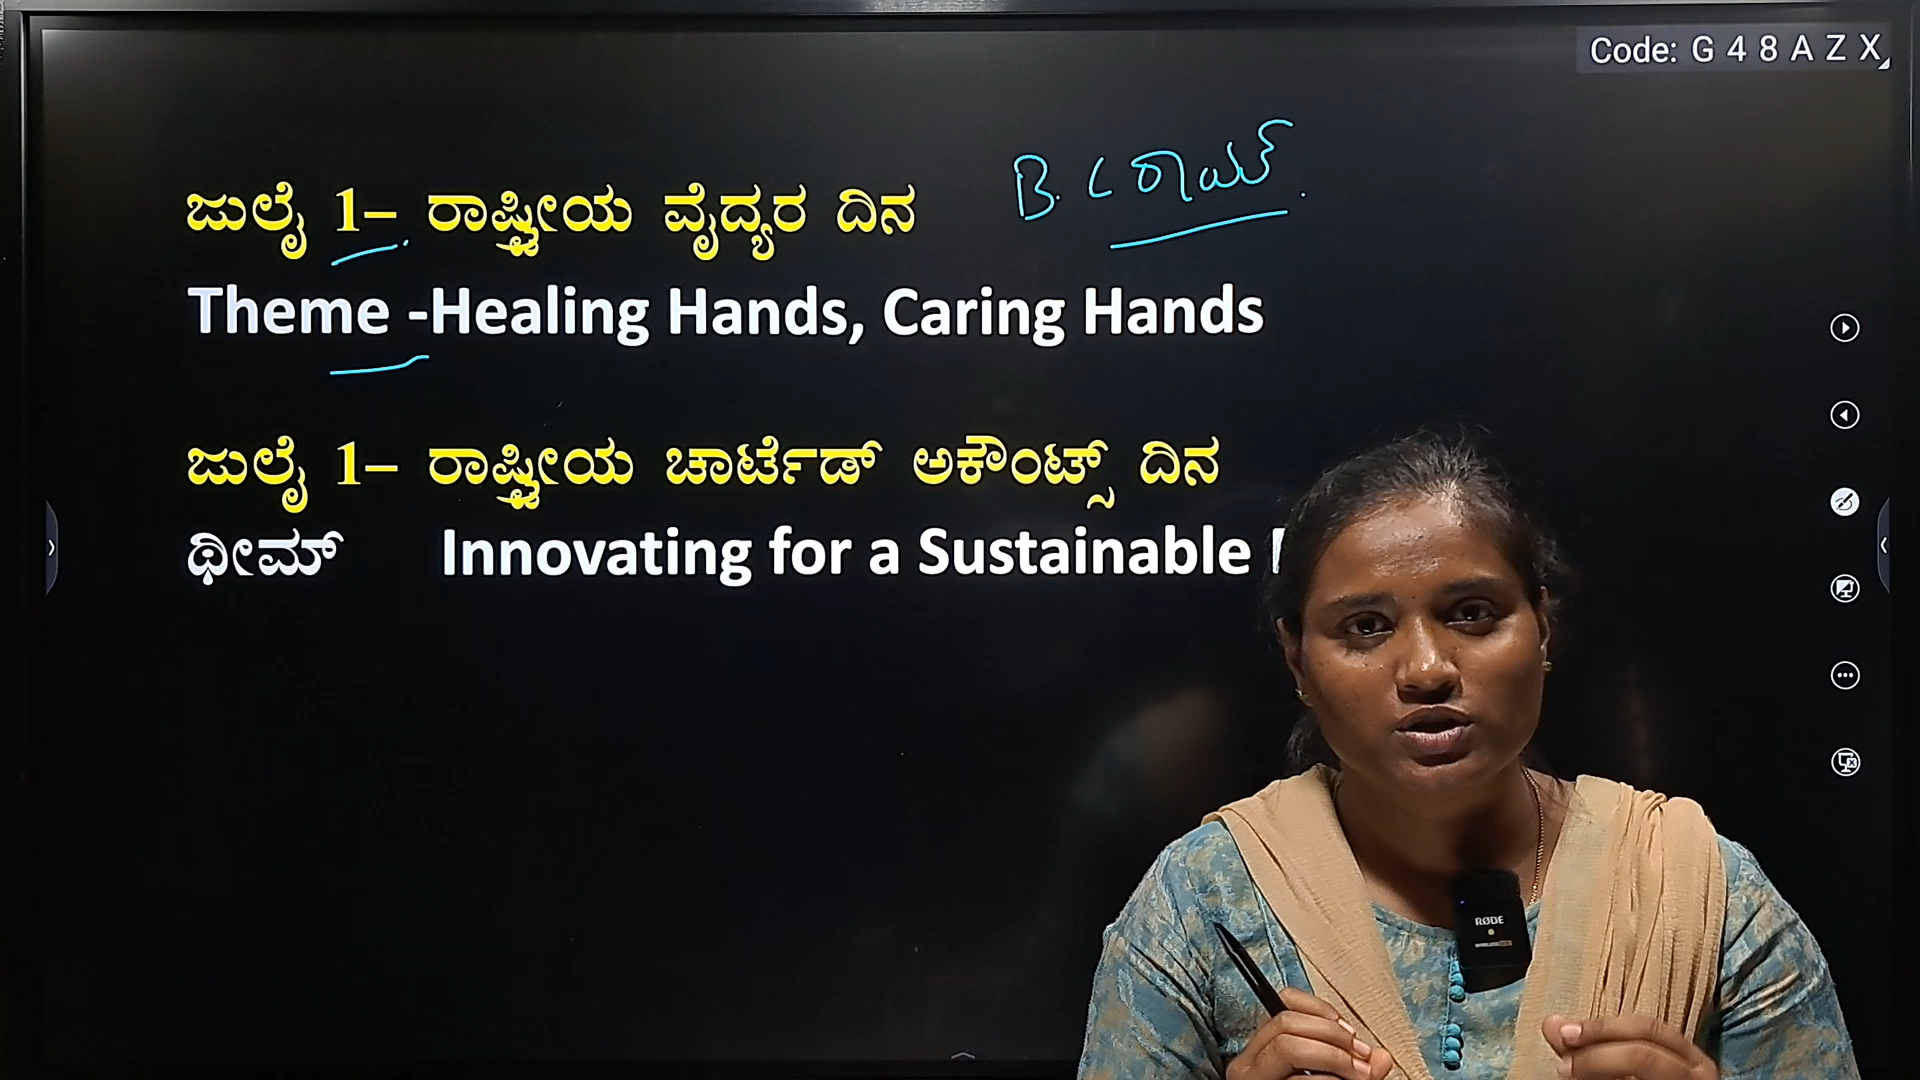 Code: G 4 8 A Z X
B. C ರಾಯ್
ಜುಲೈ 1– ರಾಷ್ಟ್ರೀಯ ವೈದ್ಯರ ದಿನ
Theme -Healing Hands, Caring Hands
ಜುಲೈ 1– ರಾಷ್ಟ್ರೀಯ ಚಾರ್ಟೆಡ್ ಅಕೌಂಟ್ಸ್ ದಿನ
ಥೀಮ್ Innovating for a Sustainable
RØDE